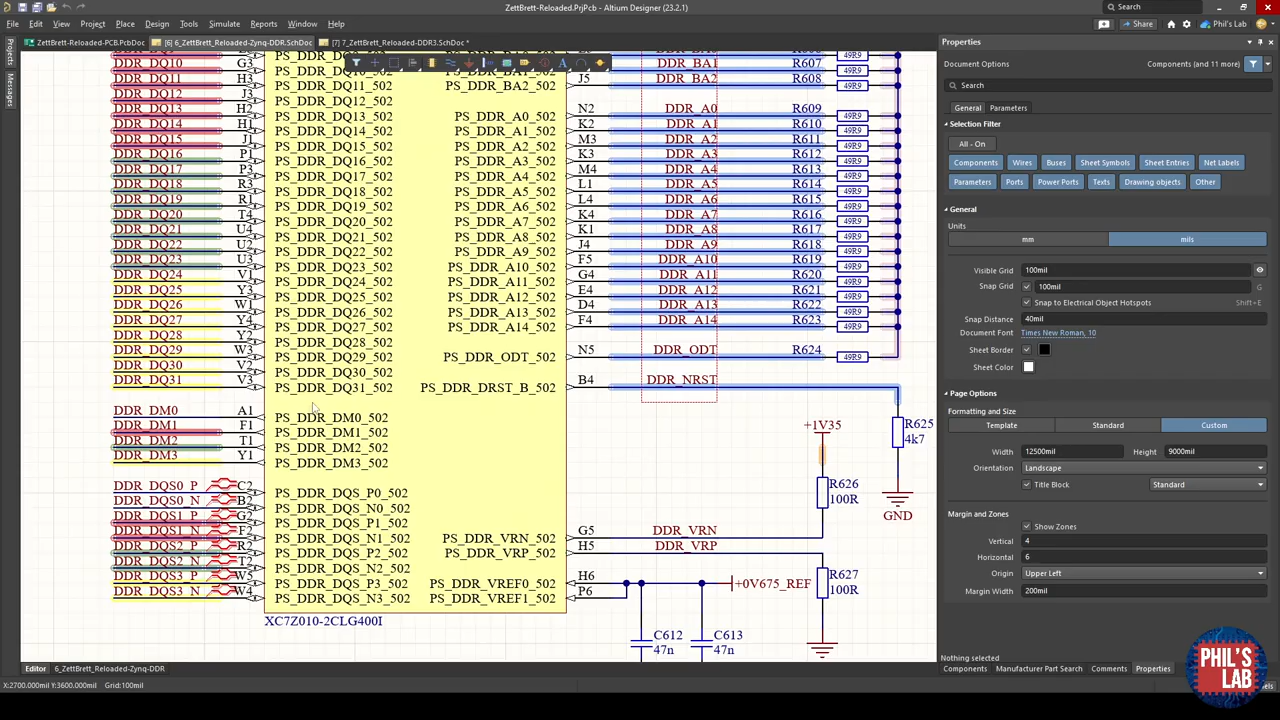 ZettBrett-Reloaded.PrjPcb - Altium Designer (23.2.1)
Search
File Edit View Project Place Design Tools Simulate Reports Window Help
Share
Phil's Lab
ZettBrett-Reloaded-PCB.PcbDoc
[6] 6_ZettBrett_Reloaded-Zynq-DDR.SchDoc
[7] 7_ZettBrett_Reloaded-DDR3.SchDoc *
Projects
Messages
DDR_DQ10 G3 PS_DDR_DQ10_502
DDR_DQ11 H3 PS_DDR_DQ11_502
DDR_DQ12 J3 PS_DDR_DQ12_502
DDR_DQ13 H2 PS_DDR_DQ13_502
DDR_DQ14 H1 PS_DDR_DQ14_502
DDR_DQ15 J1 PS_DDR_DQ15_502
DDR_DQ16 P1 PS_DDR_DQ16_502
DDR_DQ17 P3 PS_DDR_DQ17_502
DDR_DQ18 R3 PS_DDR_DQ18_502
DDR_DQ19 R1 PS_DDR_DQ19_502
DDR_DQ20 T4 PS_DDR_DQ20_502
DDR_DQ21 U4 PS_DDR_DQ21_502
DDR_DQ22 U2 PS_DDR_DQ22_502
DDR_DQ23 U3 PS_DDR_DQ23_502
DDR_DQ24 V1 PS_DDR_DQ24_502
DDR_DQ25 Y3 PS_DDR_DQ25_502
DDR_DQ26 W1 PS_DDR_DQ26_502
DDR_DQ27 Y4 PS_DDR_DQ27_502
DDR_DQ28 Y2 PS_DDR_DQ28_502
DDR_DQ29 W3 PS_DDR_DQ29_502
DDR_DQ30 V2 PS_DDR_DQ30_502
DDR_DQ31 V3 PS_DDR_DQ31_502
DDR_DM0 A1 PS_DDR_DM0_502
DDR_DM1 F1 PS_DDR_DM1_502
DDR_DM2 T1 PS_DDR_DM2_502
DDR_DM3 Y1 PS_DDR_DM3_502
DDR_DQS0_P C2 PS_DDR_DQS_P0_502
DDR_DQS0_N B2 PS_DDR_DQS_N0_502
DDR_DQS1_P G2 PS_DDR_DQS_P1_502
DDR_DQS1_N F2 PS_DDR_DQS_N1_502
DDR_DQS2_P R2 PS_DDR_DQS_P2_502
DDR_DQS2_N T2 PS_DDR_DQS_N2_502
DDR_DQS3_P W5 PS_DDR_DQS_P3_502
DDR_DQS3_N W4 PS_DDR_DQS_N3_502
XC7Z010-2CLG400I
PS_DDR_BA1_502 DDR_BA1 R607 49R9
PS_DDR_BA2_502 J5 DDR_BA2 R608 49R9
PS_DDR_A0_502 N2 DDR_A0 R609 49R9
PS_DDR_A1_502 K2 DDR_A1 R610 49R9
PS_DDR_A2_502 M3 DDR_A2 R611 49R9
PS_DDR_A3_502 K3 DDR_A3 R612 49R9
PS_DDR_A4_502 M4 DDR_A4 R613 49R9
PS_DDR_A5_502 L1 DDR_A5 R614 49R9
PS_DDR_A6_502 L4 DDR_A6 R615 49R9
PS_DDR_A7_502 K4 DDR_A7 R616 49R9
PS_DDR_A8_502 K1 DDR_A8 R617 49R9
PS_DDR_A9_502 J4 DDR_A9 R618 49R9
PS_DDR_A10_502 F5 DDR_A10 R619 49R9
PS_DDR_A11_502 G4 DDR_A11 R620 49R9
PS_DDR_A12_502 E4 DDR_A12 R621 49R9
PS_DDR_A13_502 D4 DDR_A13 R622 49R9
PS_DDR_A14_502 F4 DDR_A14 R623 49R9
PS_DDR_ODT_502 N5 DDR_ODT R624 49R9
PS_DDR_DRST_B_502 B4 DDR_NRST
R625
4k7
GND
+1V35
R626
100R
PS_DDR_VRN_502 G5 DDR_VRN
PS_DDR_VRP_502 H5 DDR_VRP
PS_DDR_VREF0_502 H6 +0V675_REF
PS_DDR_VREF1_502 P6
R627
100R
C612
47n
C613
47n
Properties
Document Options Components (and 11 more)
Search
General Parameters
Selection Filter
All - On
Components Wires Buses Sheet Symbols Sheet Entries Net Labels
Parameters Ports Power Ports Texts Drawing objects Other
General
Units
mm mils
Visible Grid 100mil
Snap Grid 100mil G
Snap to Electrical Object Hotspots Shift+E
Snap Distance 40mil
Document Font Times New Roman, 10
Sheet Border
Sheet Color
Page Options
Formatting and Size
Template Standard Custom
Width 12500mil Height 9000mil
Orientation Landscape
Title Block Standard
Margin and Zones
Show Zones
Vertical 4
Horizontal 6
Origin Upper Left
Margin Width 200mil
Nothing selected
Components Manufacturer Part Search Comments Properties
Editor 6_ZettBrett_Reloaded-Zynq-DDR
X:2700.000mil Y:3600.000mil Grid:100mil
PHIL'S
LAB